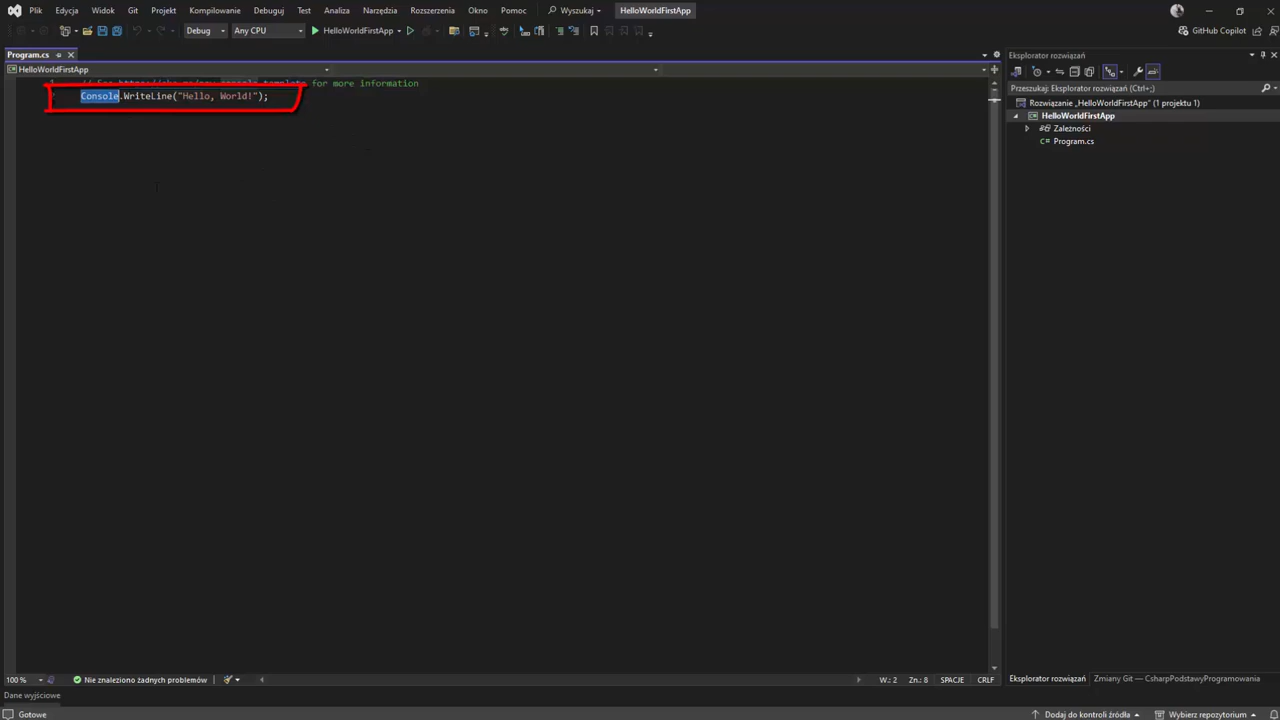 Plik Edycja Widok Git Projekt Kompilowanie Debuguj Test Analiza Narzędzia Rozszerzenia Okno Pomoc Wyszukaj HelloWorldFirstApp
Debug Any CPU HelloWorldFirstApp GitHub Copilot
Program.cs
HelloWorldFirstApp
1 // for more information
Console.WriteLine("Hello, World!");
Eksplorator rozwiązań
Przeszukaj: Eksplorator rozwiązań (Ctrl+;)
Rozwiązanie „HelloWorldFirstApp" (1 projektu 1)
HelloWorldFirstApp
Zależności
C# Program.cs
100 % Nie znaleziono żadnych problemów W.: 2 Zn.: 8 SPACJE CRLF
Eksplorator rozwiązań Zmiany Git — CsharpPodstawyProgramowania
Dane wyjściowe
Gotowe Dodaj do kontroli źródła Wybierz repozytorium